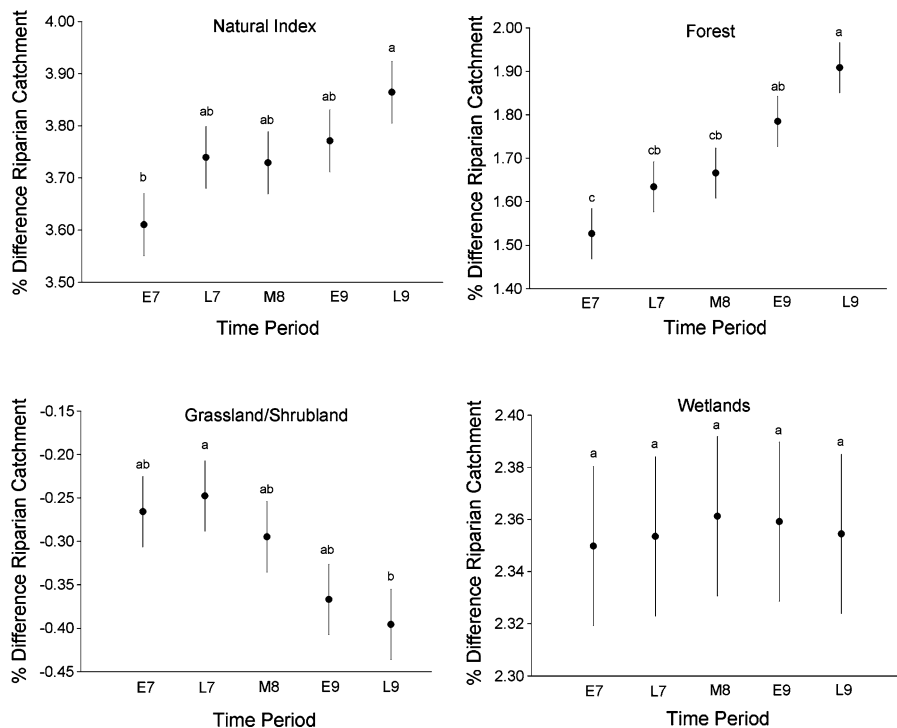 Natural Index
% Difference Riparian Catchment
4.00
3.90
3.80
3.70
3.60
3.50
b
ab
ab
ab
a
E7 L7 M8 E9 L9
Time Period
Forest
% Difference Riparian Catchment
2.00
1.90
1.80
1.70
1.60
1.50
1.40
c
cb
cb
ab
a
E7 L7 M8 E9 L9
Time Period
Grassland/Shrubland
% Difference Riparian Catchment
-0.15
-0.20
-0.25
-0.30
-0.35
-0.40
-0.45
ab
a
ab
ab
b
E7 L7 M8 E9 L9
Time Period
Wetlands
% Difference Riparian Catchment
2.40
2.38
2.36
2.34
2.32
2.30
a
a
a
a
a
E7 L7 M8 E9 L9
Time Period